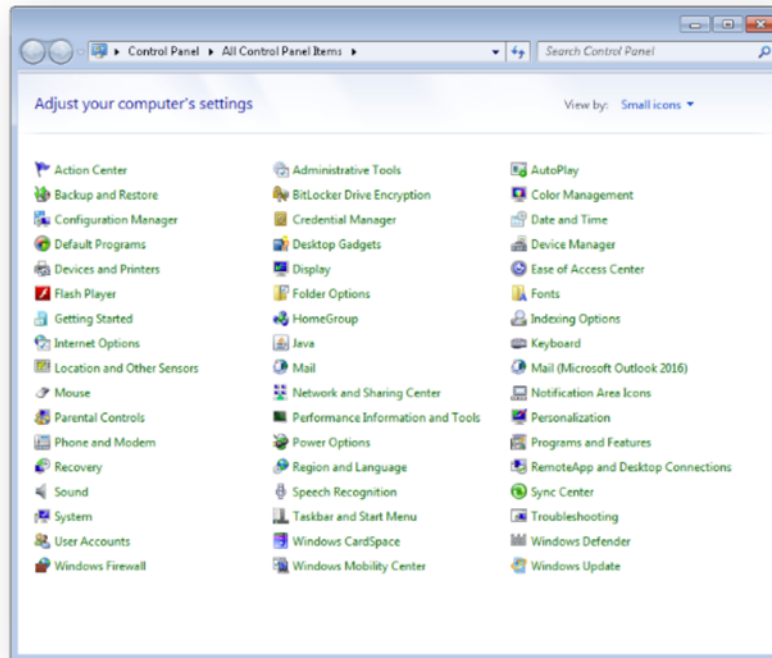 Control Panel All Control Panel Items Search Control Panel
Adjust your computer's settings View by: Small icons
Action Center Administrative Tools AutoPlay
Backup and Restore BitLocker Drive Encryption Color Management
Configuration Manager Credential Manager Date and Time
Default Programs Desktop Gadgets Device Manager
Devices and Printers Display Ease of Access Center
Flash Player Folder Options Fonts
Getting Started HomeGroup Indexing Options
Internet Options Java Keyboard
Location and Other Sensors Mail Mail (Microsoft Outlook 2016)
Mouse Network and Sharing Center Notification Area Icons
Parental Controls Performance Information and Tools Personalization
Phone and Modem Power Options Programs and Features
Recovery Region and Language RemoteApp and Desktop Connections
Sound Speech Recognition Sync Center
System Taskbar and Start Menu Troubleshooting
User Accounts Windows CardSpace Windows Defender
Windows Firewall Windows Mobility Center Windows Update